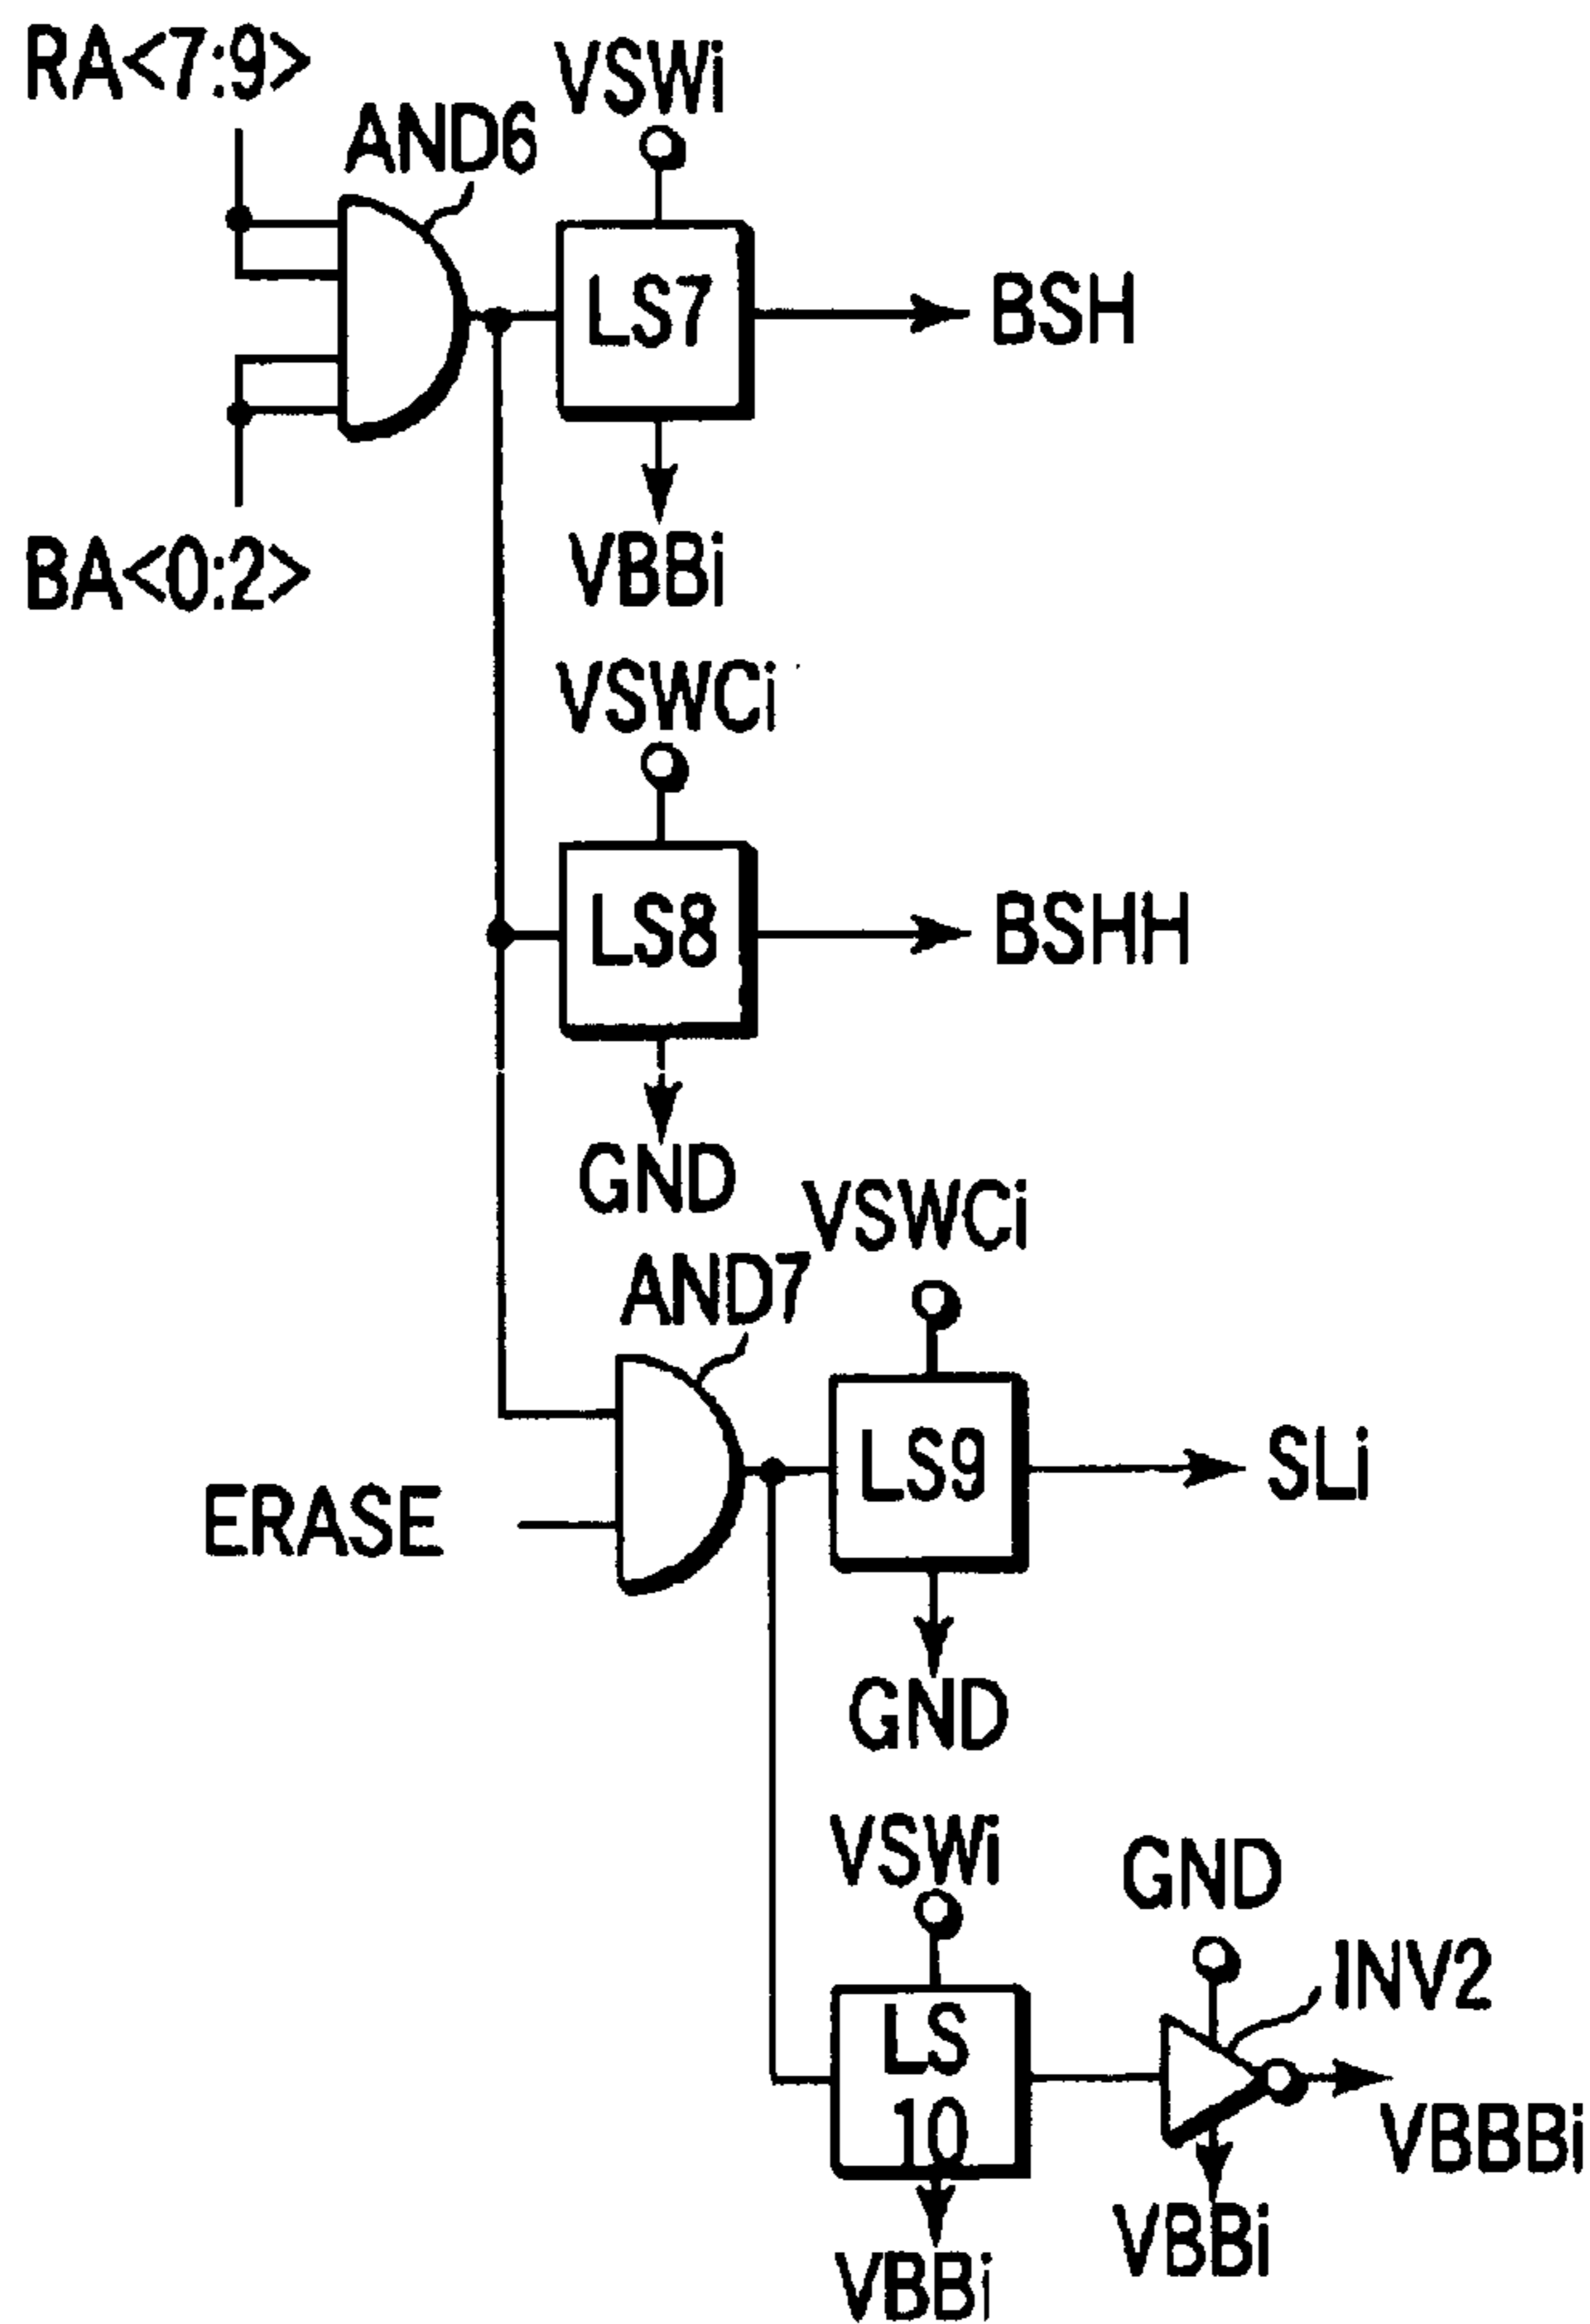 RA<7:9>
VSWi
AND6
LS7
BSH
VBBi
BA<0:2>
VSWCi
LS8
BSHH
GND
VSWCi
AND7
LS9
SLi
ERASE
GND
VSWi
GND
INV2
LS
10
VBBBi
VBBi
VBBi